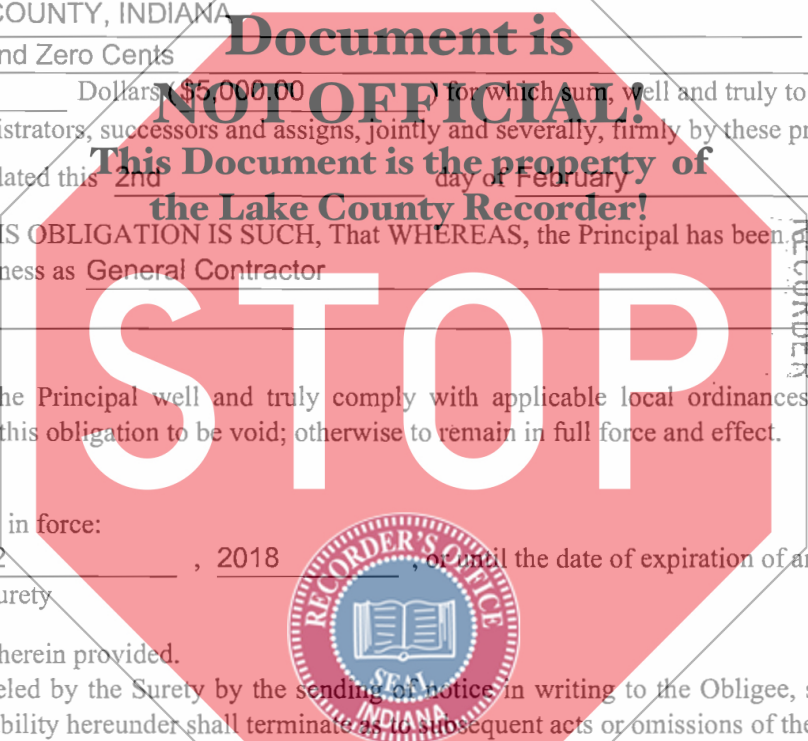 COUNTY, INDIANA
Document is
nd Zero Cents
Dollars ( $5,000.00 ) for which sum, well and truly to
NOT OFFICIAL!
istrators, successors and assigns, jointly and severally, firmly by these pr
This Document is the property of
lated this 2nd day of February
the Lake County Recorder!
IS OBLIGATION IS SUCH, That WHEREAS, the Principal has been
RECORDER
ness as General Contractor
STOP
he Principal well and truly comply with applicable local ordinances
this obligation to be void; otherwise to remain in full force and effect.
in force:
2 , 2018 , or until the date of expiration of an
urety
RECORDER'S OFFICE
SEAL
INDIANA
herein provided.
eled by the Surety by the sending of notice in writing to the Obligee, s
bility hereunder shall terminate as to subsequent acts or omissions of the